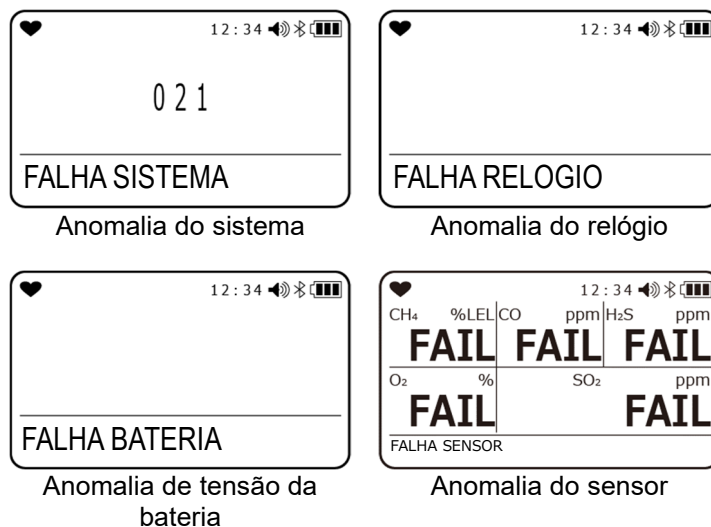 12:34
12:34
021
FALHA SISTEMA
FALHA RELOGIO
Anomalia do sistema
Anomalia do relógio
12:34
12:34
CH₄ %LEL CO ppm H₂S ppm
FAIL FAIL FAIL
O₂ % SO₂ ppm
FAIL FAIL
FALHA BATERIA
FALHA SENSOR
Anomalia de tensão da
bateria
Anomalia do sensor